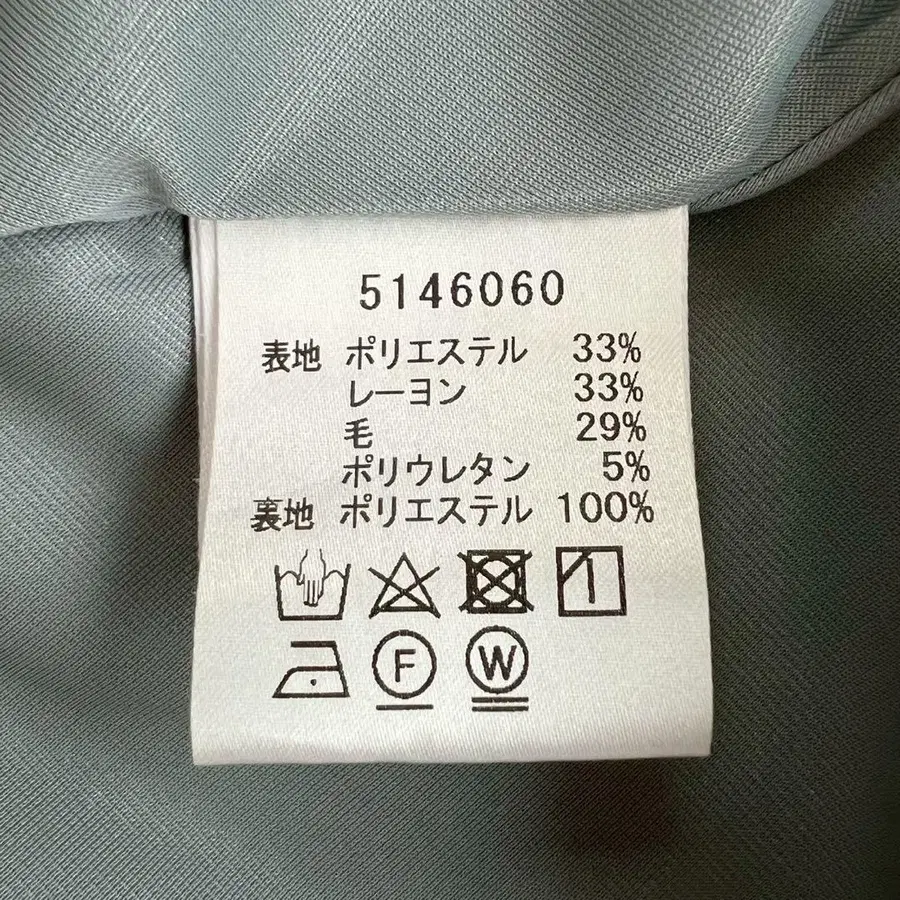 5146060
表地 ポリエステル 33%
レーヨン 33%
毛 29%
ポリウレタン 5%
裏地 ポリエステル 100%
F W